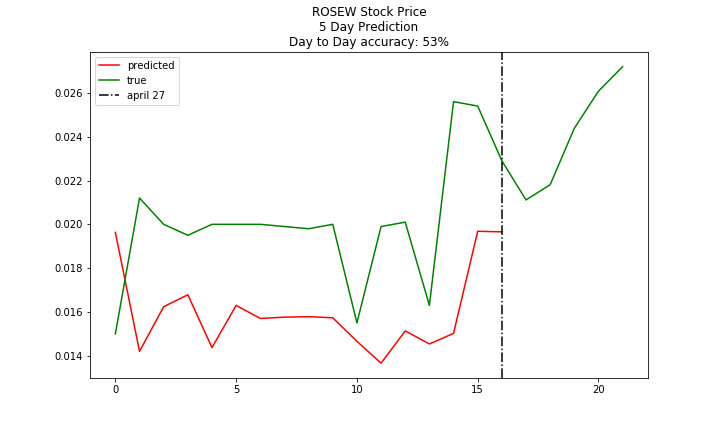 ROSEW Stock Price
5 Day Prediction
Day to Day accuracy: 53%
predicted
true
april 27
0.026
0.024
0.022
0.020
0.018
0.016
0.014
0 5 10 15 20